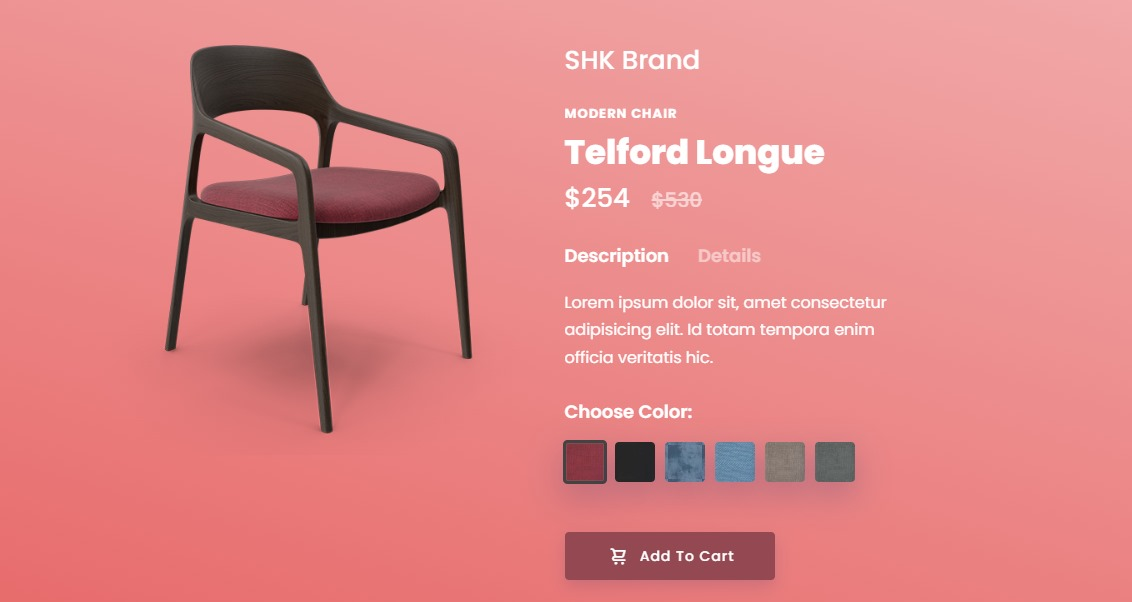 SHK Brand
MODERN CHAIR
Telford Longue
$254 $530
Description Details
Lorem ipsum dolor sit, amet consectetur
adipisicing elit. Id totam tempora enim
officia veritatis hic.
Choose Color:
Add To Cart